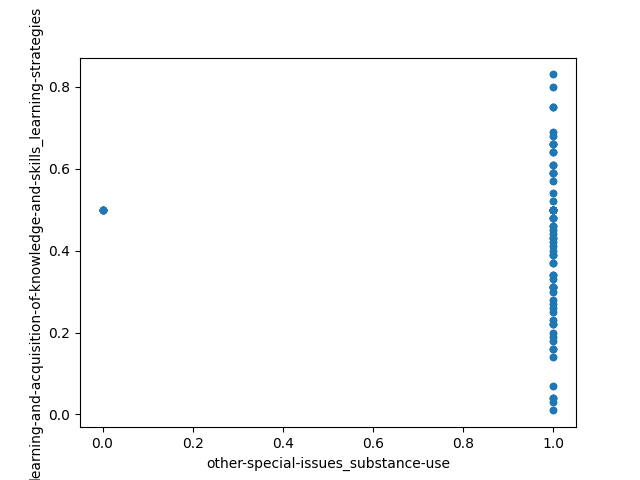 learning-and-acquisition-of-knowledge-and-skills_learning-strategies
0.8
0.6
0.4
0.2
0.0
0.0 0.2 0.4 0.6 0.8 1.0
other-special-issues_substance-use